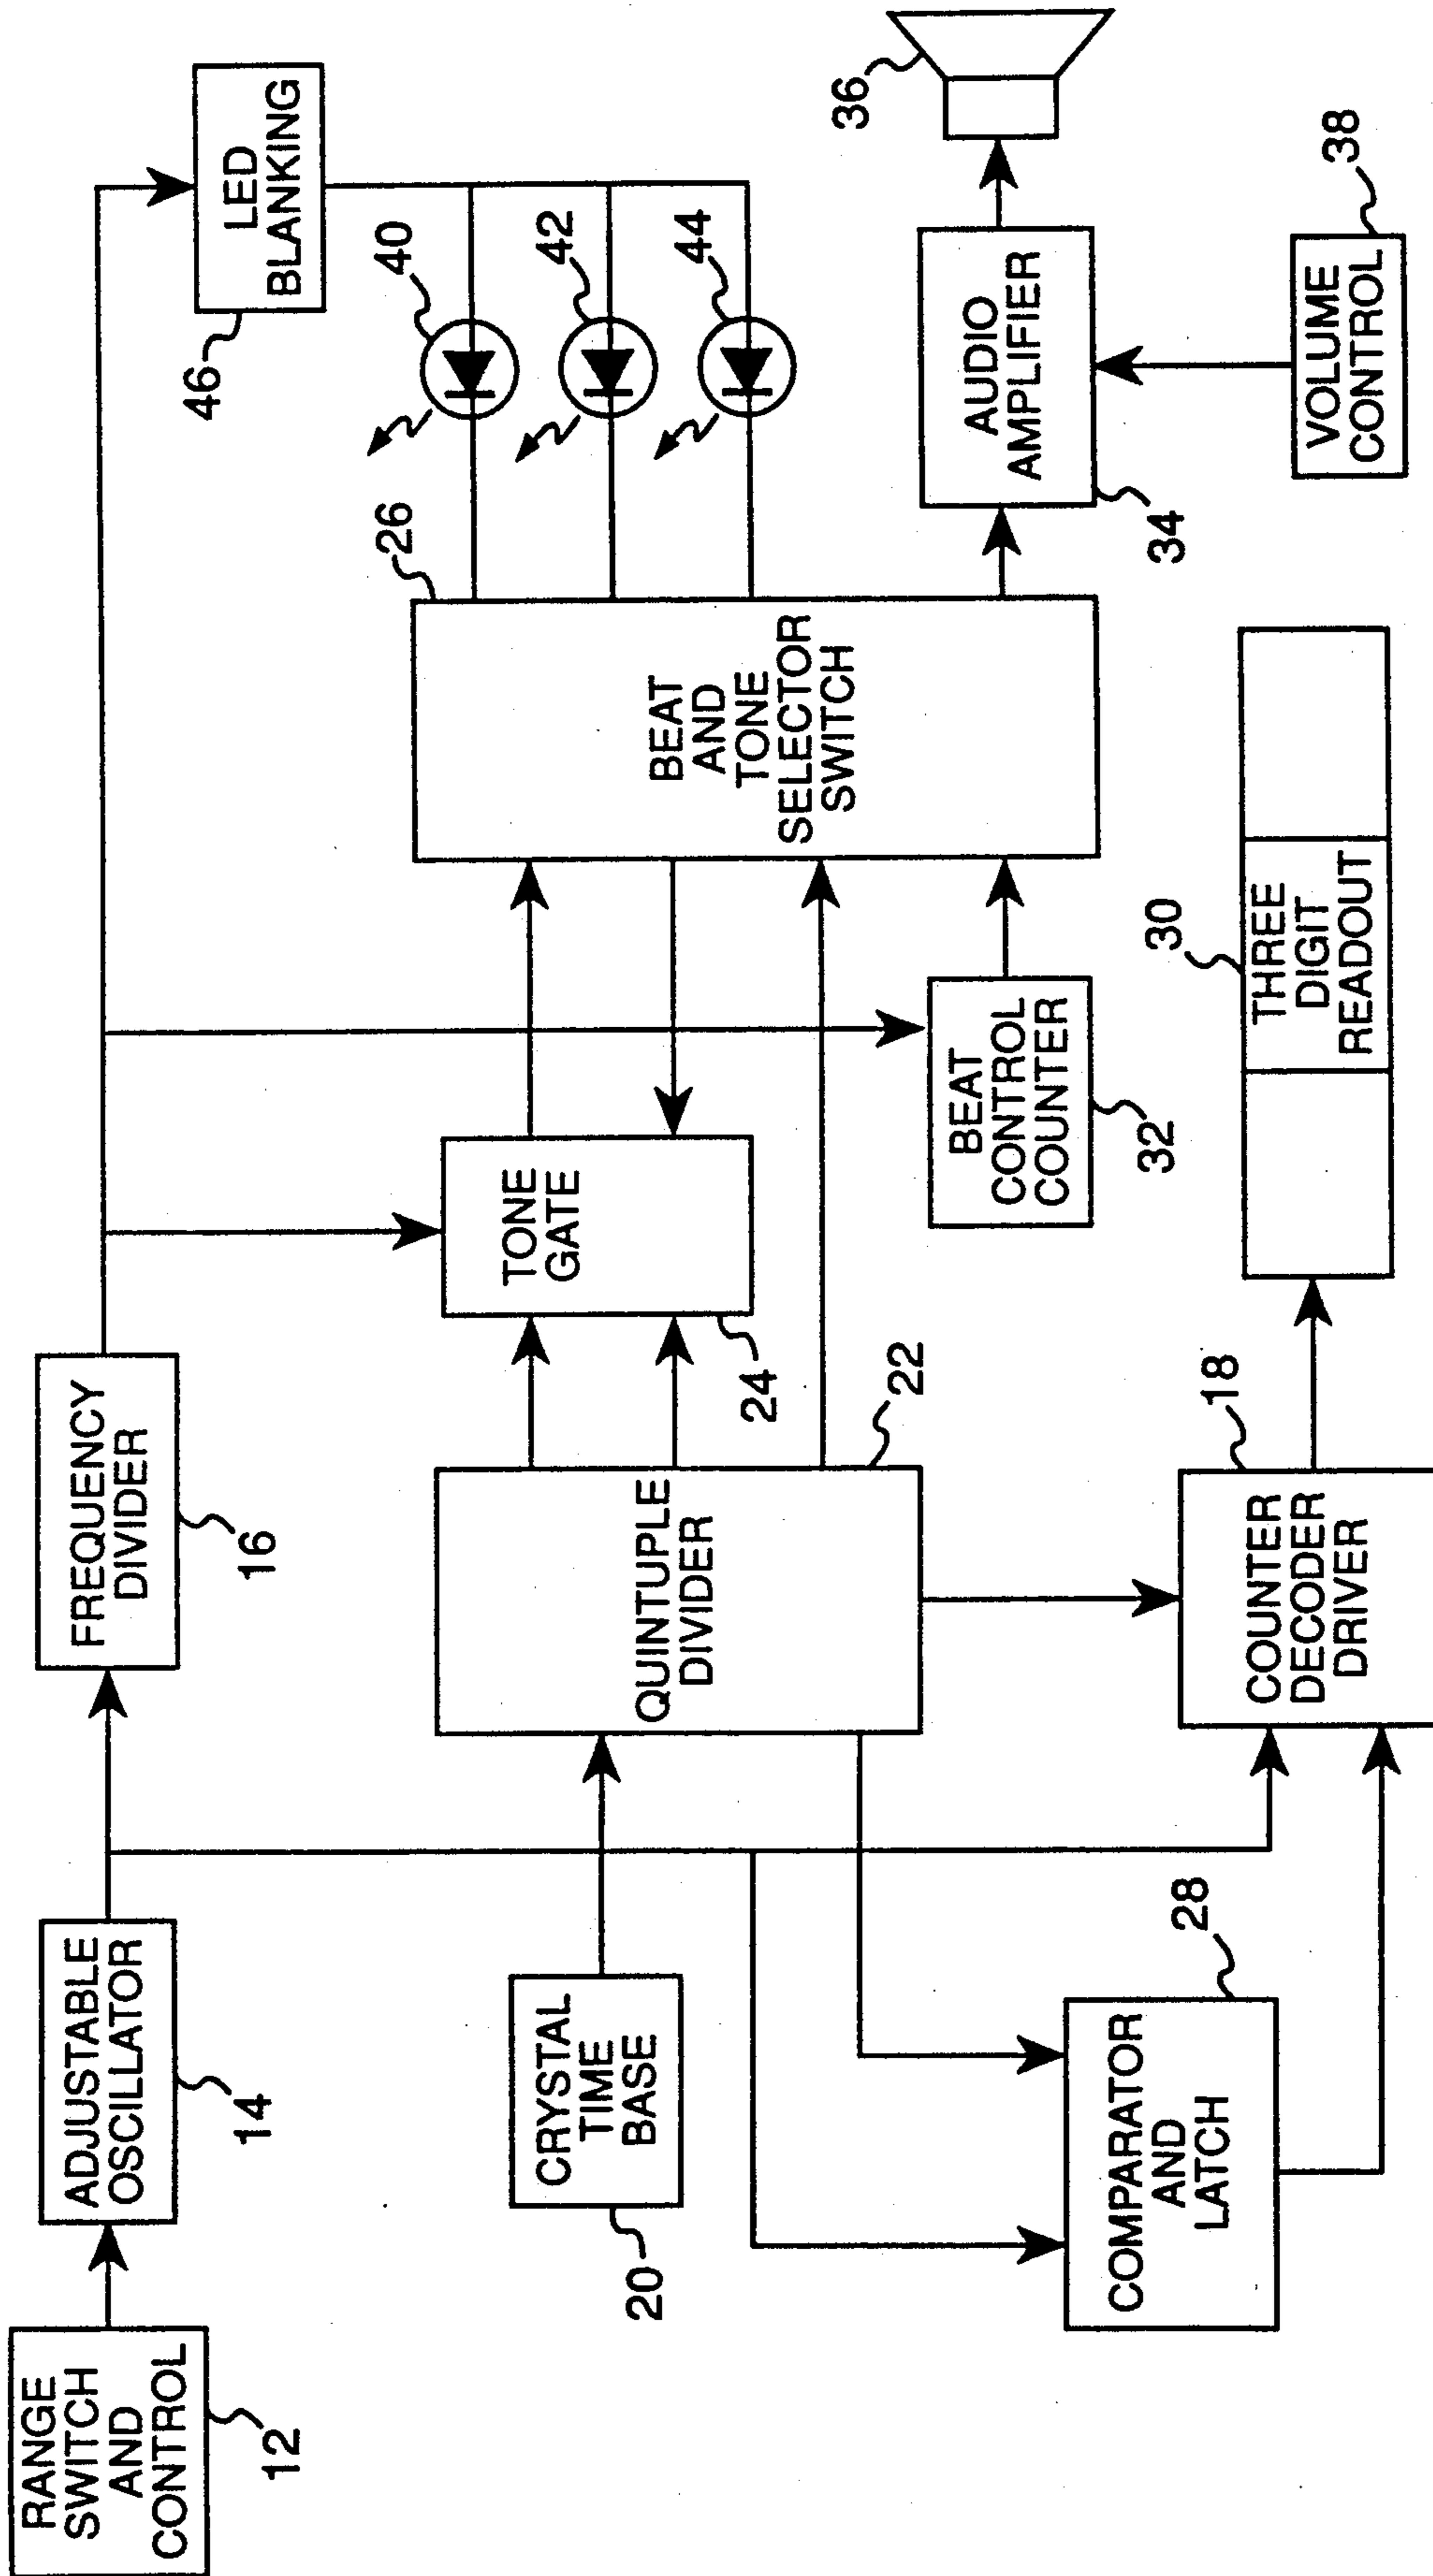 RANGE
SWITCH
AND
CONTROL
12
ADJUSTABLE
OSCILLATOR
14
FREQUENCY
DIVIDER
16
LED
BLANKING
46
CRYSTAL
TIME
BASE
20
QUINTUPLE
DIVIDER
22
TONE
GATE
24
BEAT
AND
TONE
SELECTOR
SWITCH
26
40
42
44
COMPARATOR
AND
LATCH
28
COUNTER
DECODER
DRIVER
18
BEAT
CONTROL
COUNTER
32
THREE
DIGIT
READOUT
30
AUDIO
AMPLIFIER
34
36
VOLUME
CONTROL
38